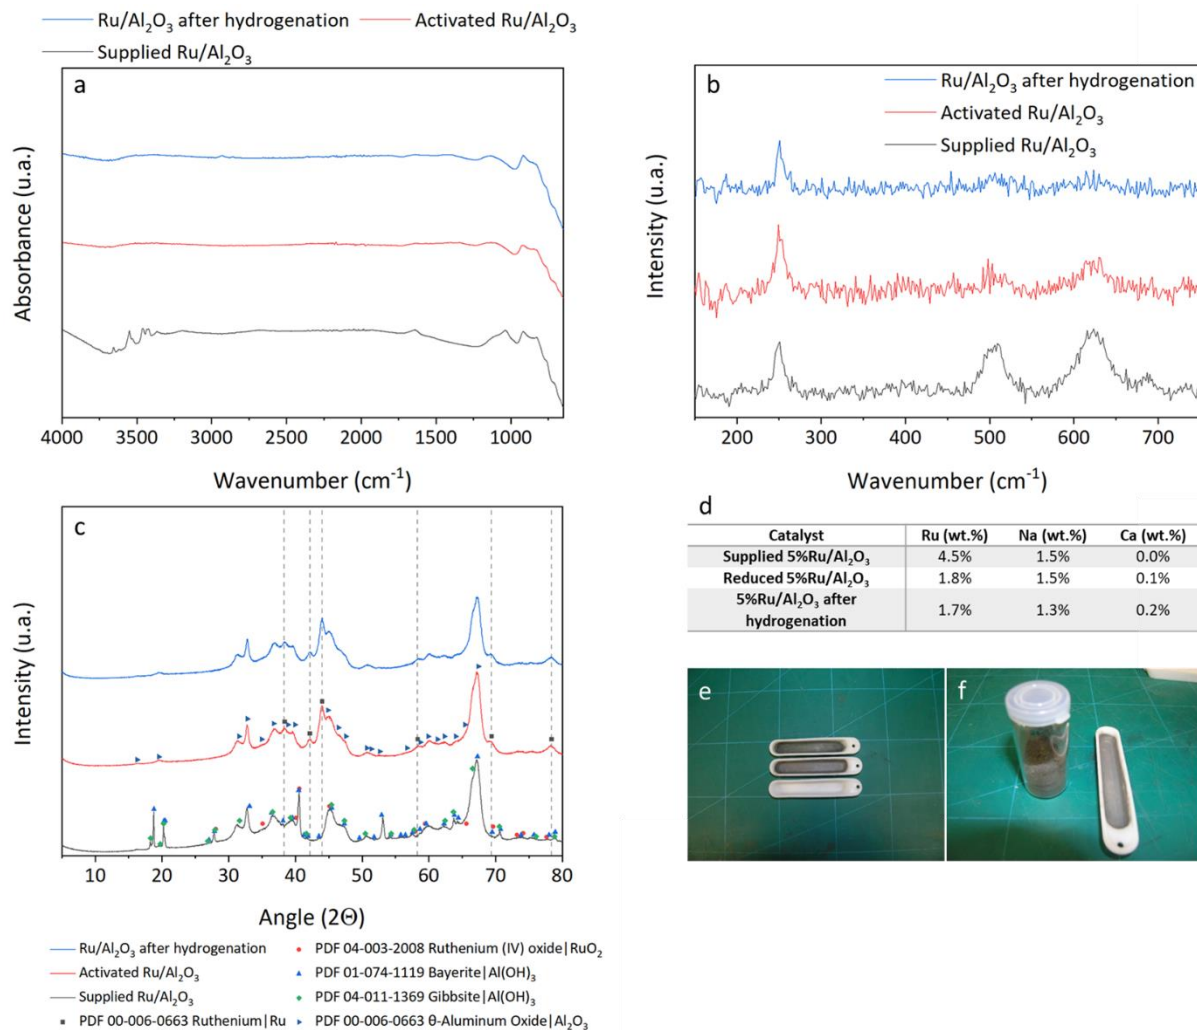 Ru/Al₂O₃ after hydrogenation
Activated Ru/Al₂O₃
Supplied Ru/Al₂O₃
a
Absorbance (u.a.)
4000 3500 3000 2500 2000 1500 1000
Wavenumber (cm⁻¹)
b
Ru/Al₂O₃ after hydrogenation
Activated Ru/Al₂O₃
Supplied Ru/Al₂O₃
Intensity (u.a.)
200 300 400 500 600 700
Wavenumber (cm⁻¹)
c
Intensity (u.a.)
10 20 30 40 50 60 70 80
Angle (2Θ)
Ru/Al₂O₃ after hydrogenation
Activated Ru/Al₂O₃
Supplied Ru/Al₂O₃
PDF 00-006-0663 Ruthenium|Ru
PDF 04-003-2008 Ruthenium (IV) oxide|RuO₂
PDF 01-074-1119 Bayerite|Al(OH)₃
PDF 04-011-1369 Gibbsite|Al(OH)₃
PDF 00-006-0663 θ-Aluminum Oxide|Al₂O₃
d
Catalyst Ru (wt.%) Na (wt.%) Ca (wt.%)
Supplied 5%Ru/Al₂O₃ 4.5% 1.5% 0.0%
Reduced 5%Ru/Al₂O₃ 1.8% 1.5% 0.1%
5%Ru/Al₂O₃ after
hydrogenation 1.7% 1.3% 0.2%
e
f